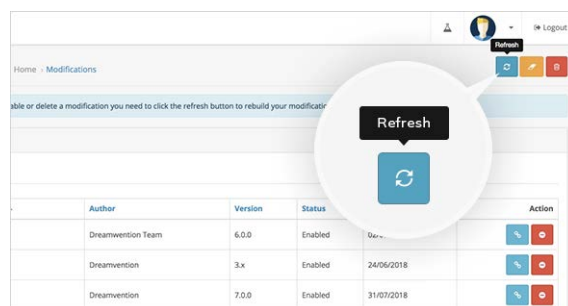 Logout
Refresh
Home › Modifications
able or delete a modification you need to click the refresh button to rebuild your
Refresh
Author Version Status Action
Dreamvention Team 6.0.0 Enabled
Dreamvention 3.x Enabled 24/06/2018
Dreamvention 7.0.0 Enabled 31/07/2018